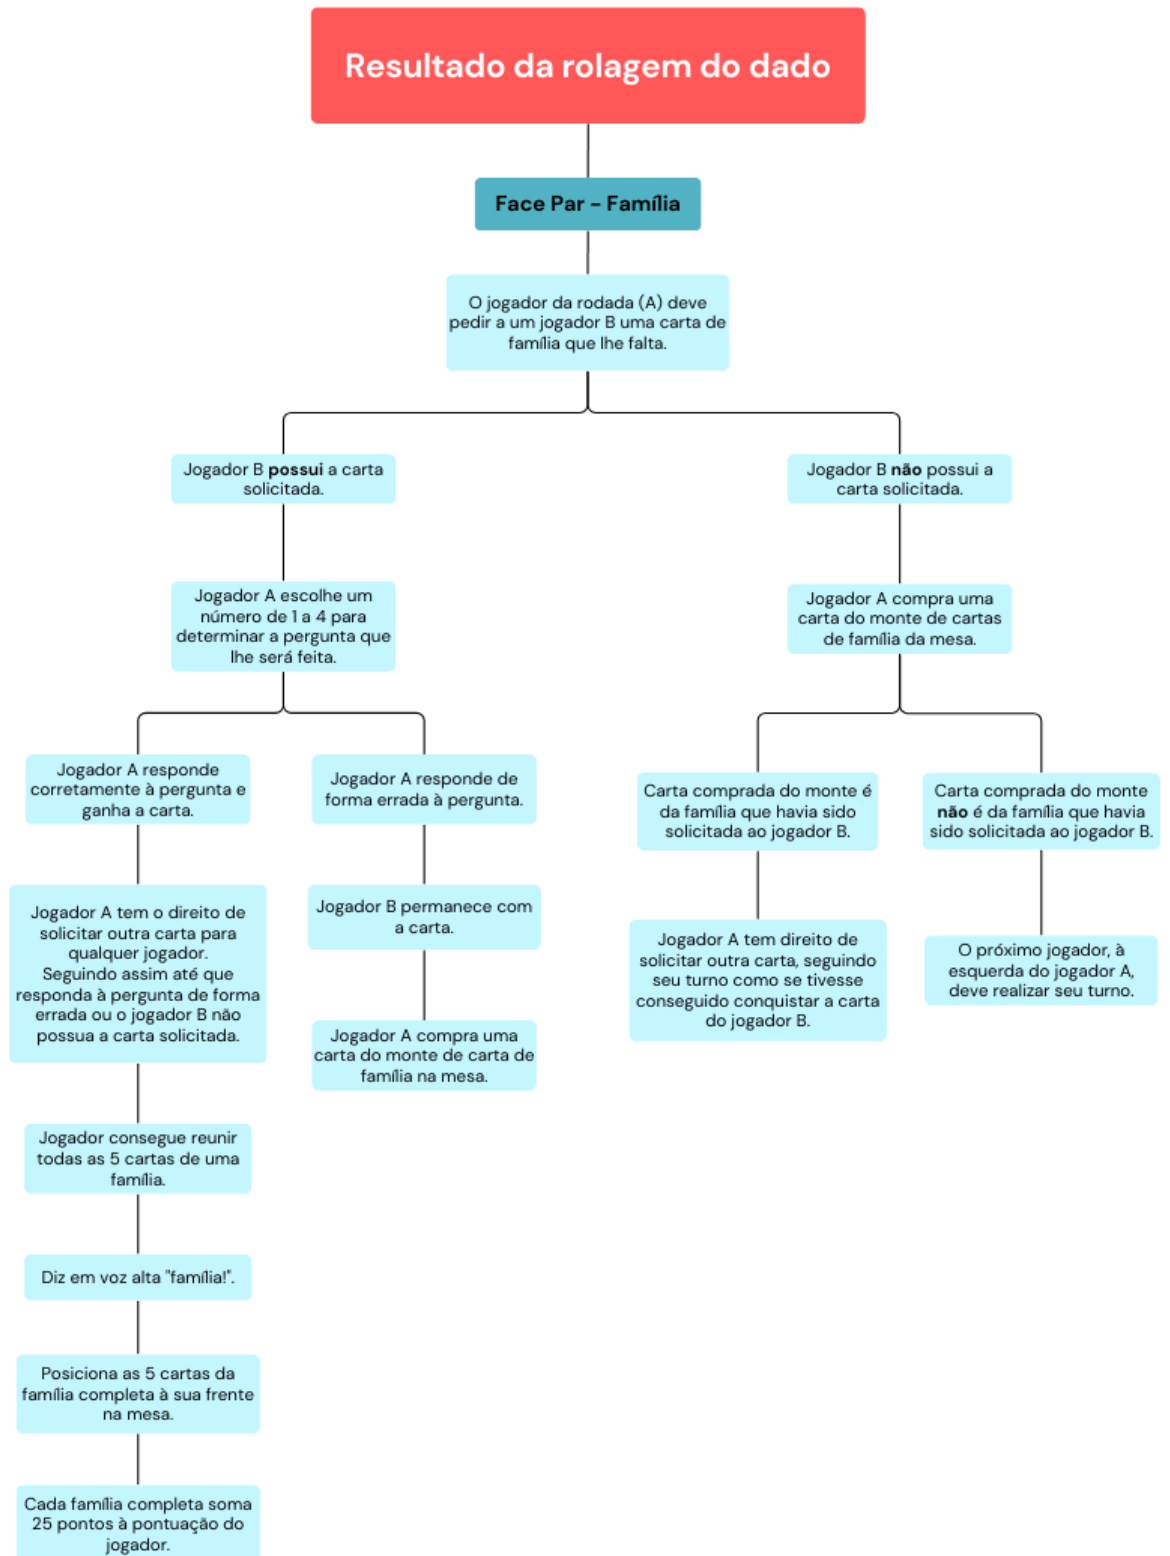 Resultado da rolagem do dado
Face Par - Família
O jogador da rodada (A) deve
pedir a um jogador B uma carta de
família que lhe falta.
Jogador B possui a carta
solicitada.
Jogador B não possui a
carta solicitada.
Jogador A escolhe um
número de 1 a 4 para
determinar a pergunta que
lhe será feita.
Jogador A compra uma
carta do monte de cartas
de família da mesa.
Jogador A responde
corretamente à pergunta e
ganha a carta.
Jogador A responde de
forma errada à pergunta.
Carta comprada do monte é
da família que havia sido
solicitada ao jogador B.
Carta comprada do monte
não é da família que havia
sido solicitada ao jogador B.
Jogador A tem o direito de
solicitar outra carta para
qualquer jogador.
Seguindo assim até que
responda à pergunta de forma
errada ou o jogador B não
possua a carta solicitada.
Jogador B permanece com
a carta.
Jogador A tem direito de
solicitar outra carta, seguindo
seu turno como se tivesse
conseguido conquistar a carta
do jogador B.
O próximo jogador, à
esquerda do jogador A,
deve realizar seu turno.
Jogador A compra uma
carta do monte de carta de
família na mesa.
Jogador consegue reunir
todas as 5 cartas de uma
família.
Diz em voz alta "família!".
Posiciona as 5 cartas da
família completa à sua frente
na mesa.
Cada família completa soma
25 pontos à pontuação do
jogador.